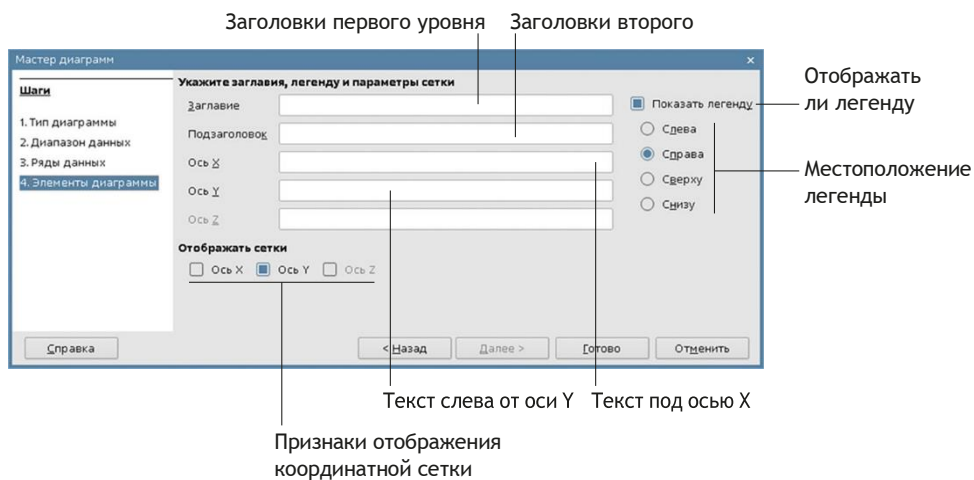 Заголовки первого уровня
Заголовки второго
Мастер диаграмм
×
Шаги
1. Тип диаграммы
2. Диапазон данных
3. Ряды данных
4. Элементы диаграммы
Укажите заглавия, легенду и параметры сетки
Заглавие
Подзаголовок
Ось X
Ось Y
Ось Z
Показать легенду
Слева
Справа
Сверху
Снизу
Отображать сетки
Ось X
Ось Y
Ось Z
Справка
< Назад
Далее >
Готово
Отменить
Отображать
ли легенду
Местоположение
легенды
Текст слева от оси Y
Текст под осью X
Признаки отображения
координатной сетки